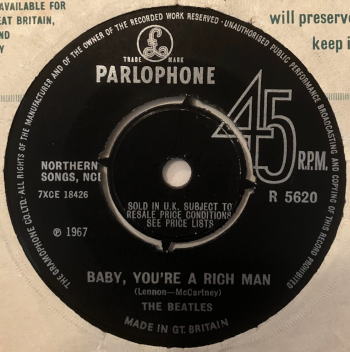 AVAILABLE FOR
EAT BRITAIN,
AND
Y
will preserve
keep i
ALL RIGHTS OF THE MANUFACTURER AND OF THE OWNER OF THE RECORDED WORK RESERVED · UNAUTHORISED PUBLIC PERFORMANCE BROADCASTING AND COPYING OF THIS RECORD PROHIBITED
THE GRAMOPHONE CO. LTD.
£
TRADE MARK
PARLOPHONE
45
R.P.M.
NORTHERN
SONGS, NCB
7XCE 18426
R 5620
SOLD IN U.K. SUBJECT TO
RESALE PRICE CONDITIONS
SEE PRICE LISTS
℗ 1967
BABY, YOU'RE A RICH MAN
(Lennon—McCartney)
THE BEATLES
MADE IN GT. BRITAIN